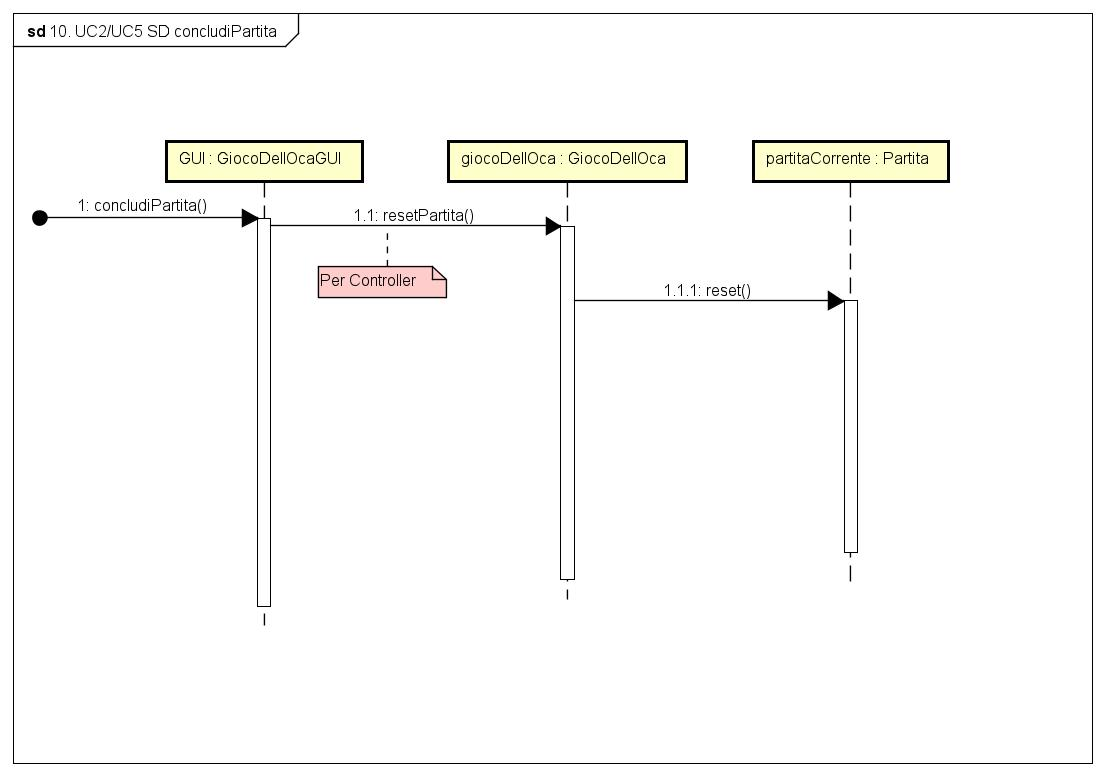 sd 10. UC2/UC5 SD concludiPartita
GUI : GiocoDellOcaGUI
giocoDellOca : GiocoDellOca
partitaCorrente : Partita
1: concludiPartita()
1.1: resetPartita()
Per Controller
1.1.1: reset()